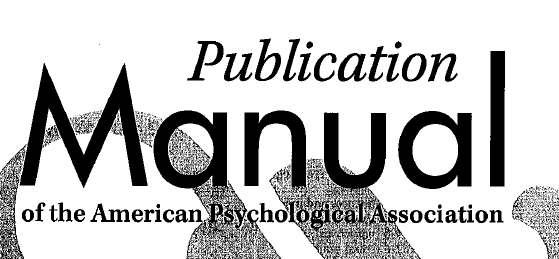 Publication
Manual
of the American Psychological Association